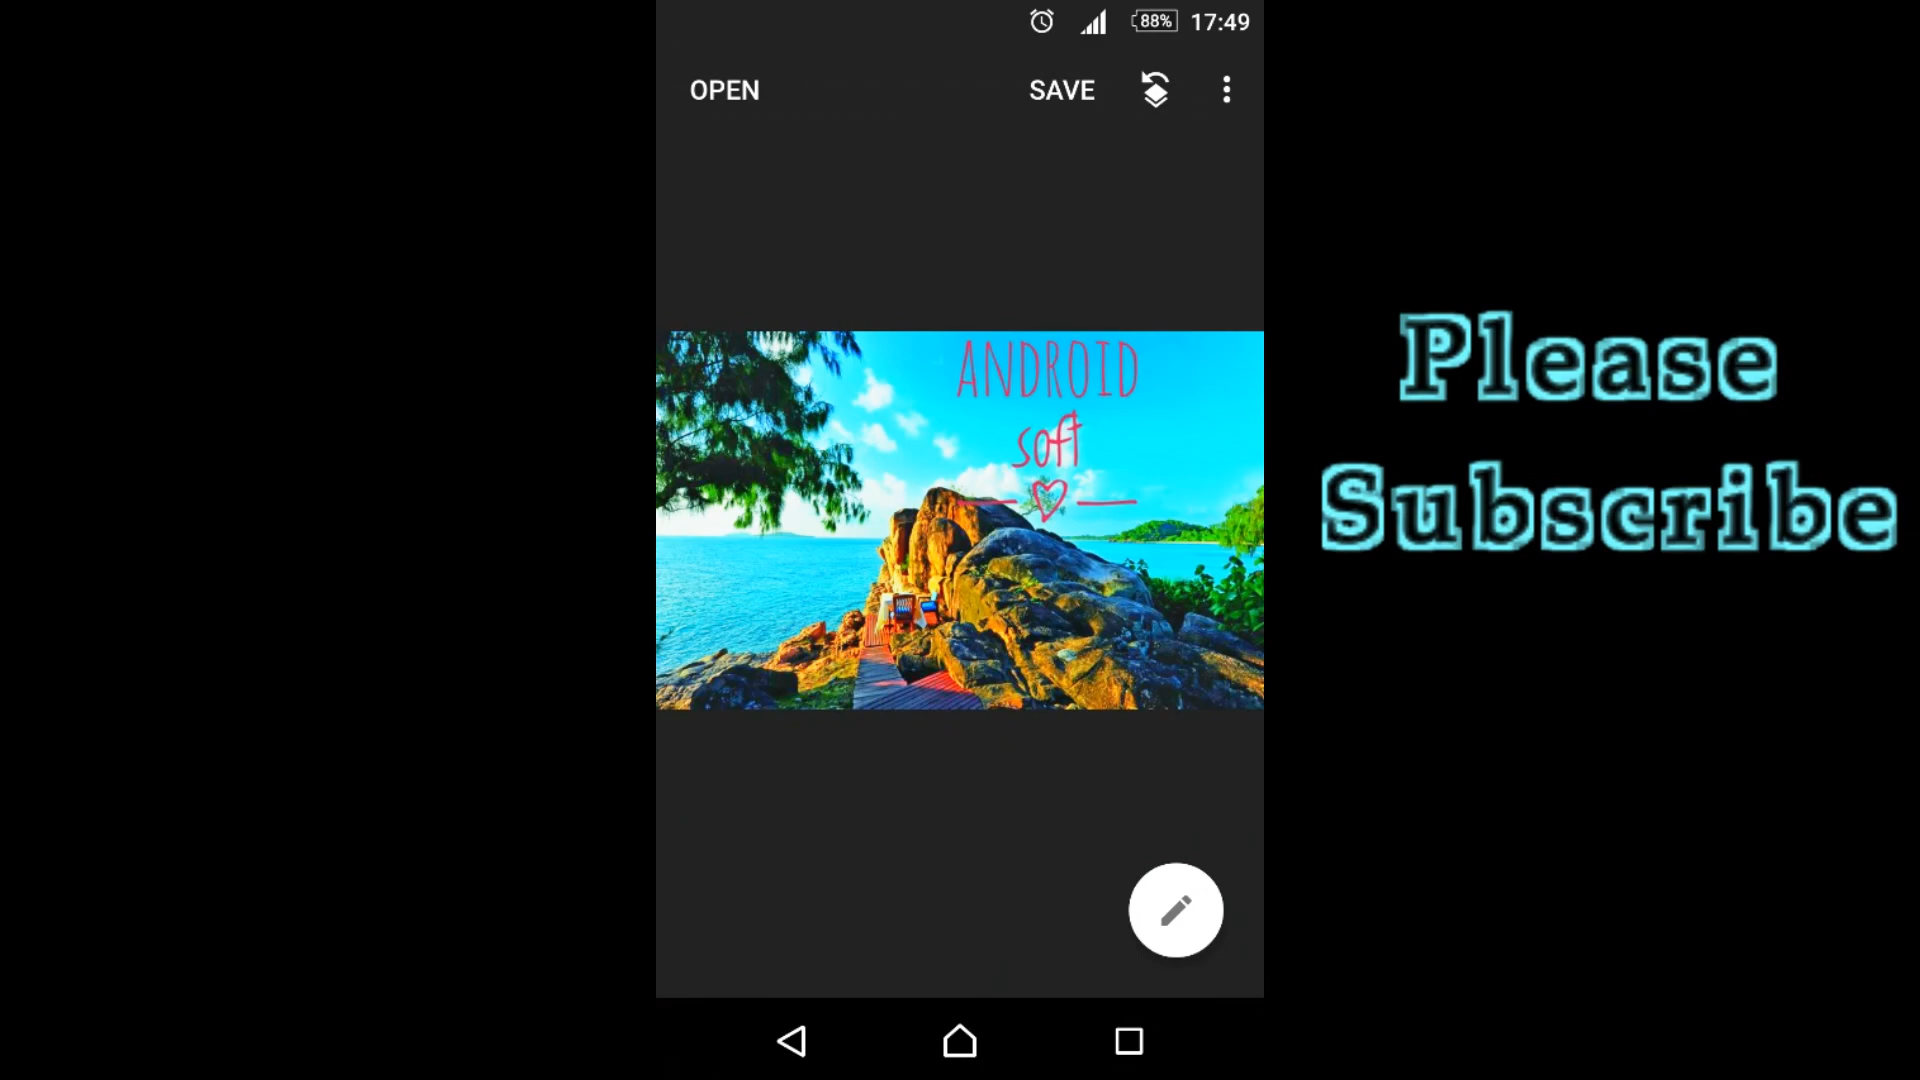 88% 17:49
OPEN SAVE
ANDROID
soft
Please
Subscribe